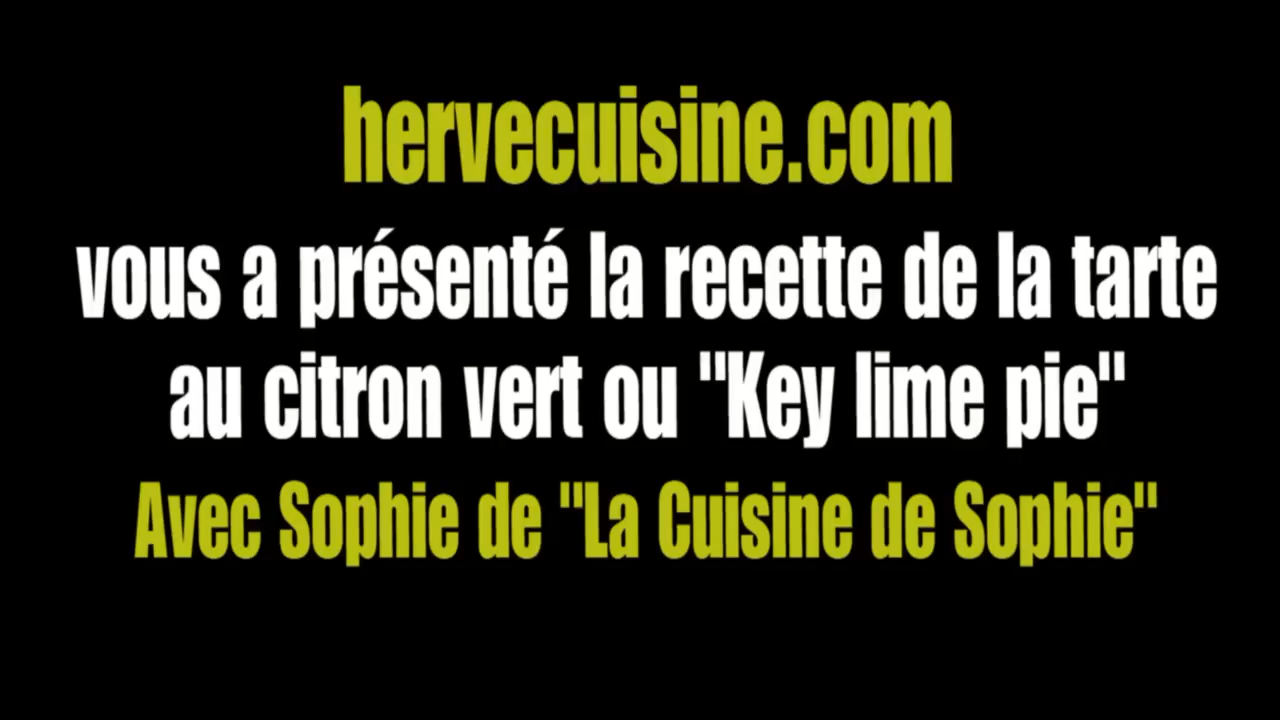 hervecuisine.com
vous a présenté la recette de la tarte
au citron vert ou "Key lime pie"
Avec Sophie de "La Cuisine de Sophie"